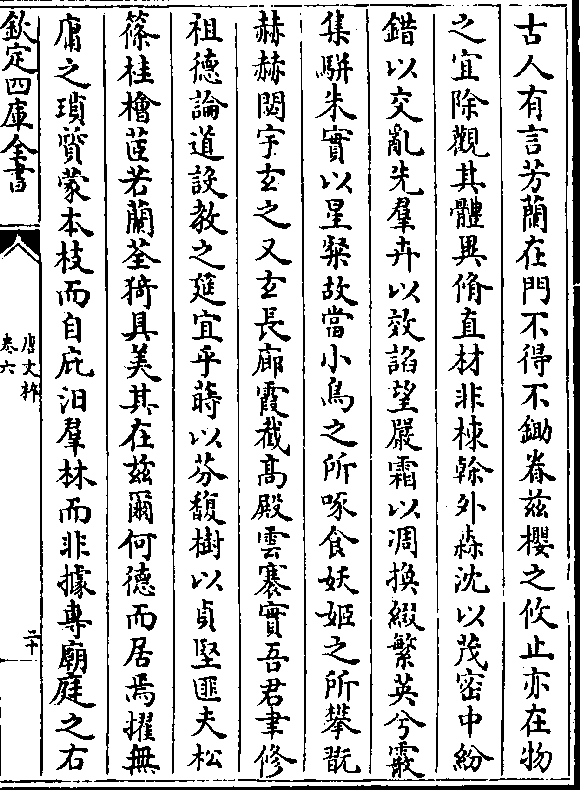 古人有言芳蘭在門不得不鋤眷茲櫻之攸止亦在物
之宜除觀其體異脩直材非棟榦外森沈以茂密中紛
錯以交亂先羣卉以效諂望嚴霜以凋換綴繁英兮霰
集駢朱實以星粲故當小鳥之所啄食妖姬之所攀翫
赫赫閟宇𤣥之又𤣥長廊霞截髙殿雲褰實吾君聿修
祖德論道設教之筵宜乎蒔以芬馥樹以貞堅匪夫松
篠桂檜茝若蘭荃猗具美其在茲爾何德而居焉擢無
庸之瑣質蒙本枝而自庇汨羣林而非據專廟庭之右
欽定四庫全書
唐文粹
卷六
二十